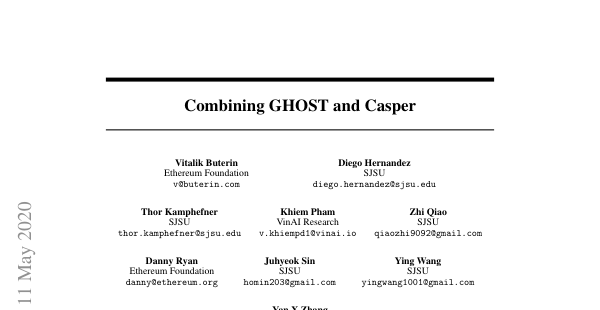 Combining GHOST and Casper
Vitalik Buterin
Ethereum Foundation
v@buterin.com
Diego Hernandez
SJSU
diego.hernandez@sjsu.edu
Thor Kamphefner
SJSU
thor.kamphefner@sjsu.edu
Khiem Pham
VinAI Research
v.khiempd1@vinai.io
Zhi Qiao
SJSU
qiaozhi9092@gmail.com
Danny Ryan
Ethereum Foundation
danny@ethereum.org
Juhyeok Sin
SJSU
homin203@gmail.com
Ying Wang
SJSU
yingwang1001@gmail.com
Yan X Zhang
11 May 2020